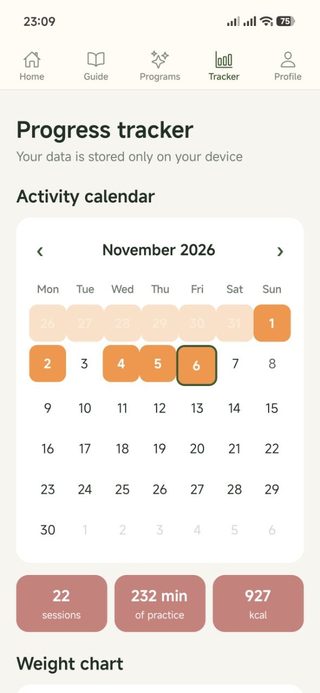 23:09
75
Home Guide Programs Tracker Profile
Progress tracker
Your data is stored only on your device
Activity calendar
‹ November 2026 ›
Mon Tue Wed Thu Fri Sat Sun
26 27 28 29 30 31 1
2 3 4 5 6 7 8
9 10 11 12 13 14 15
16 17 18 19 20 21 22
23 24 25 26 27 28 29
30 1 2 3 4 5 6
22 232 min 927
sessions of practice kcal
Weight chart